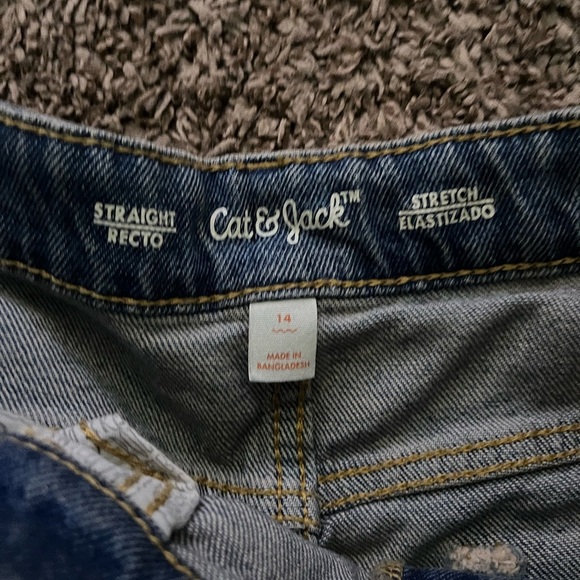 STRAIGHT
RECTO
Cat & Jack™
STRETCH
ELASTIZADO
14
MADE IN
BANGLADESH